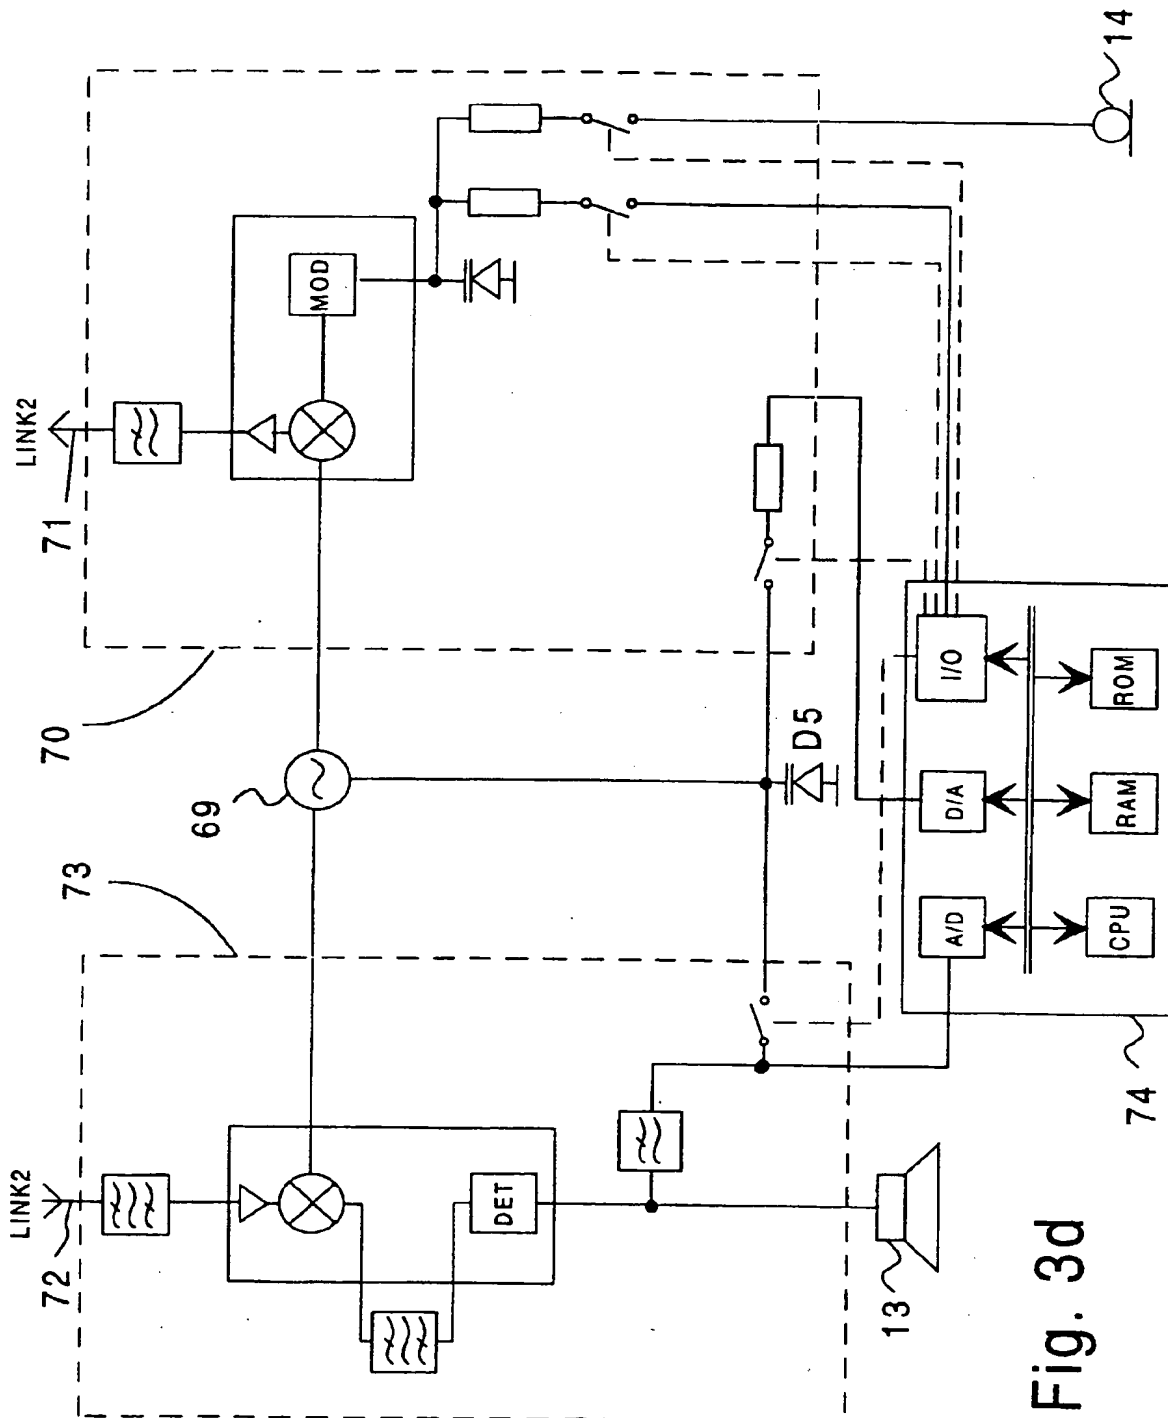 LINK2
72
73
DET
13
69
D5
70
LINK2
71
MOD
14
74
A/D
D/A
I/O
CPU
RAM
ROM
Fig. 3d